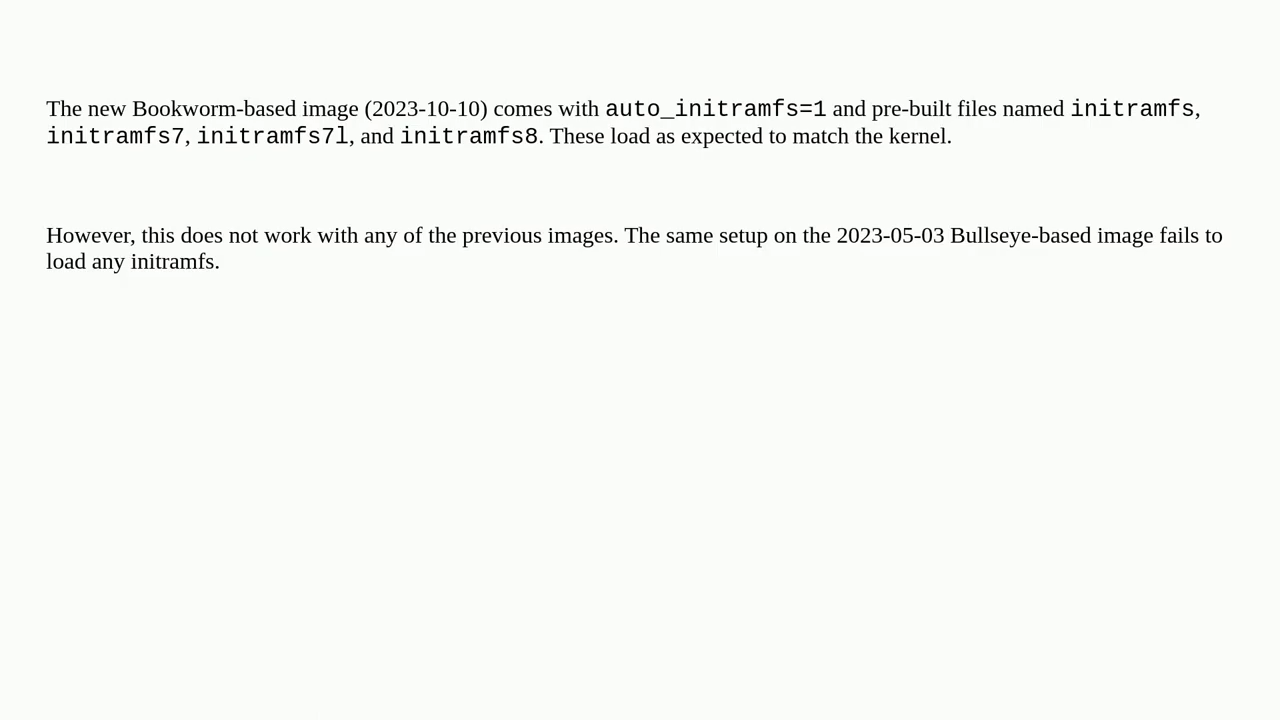 The new Bookworm-based image (2023-10-10) comes with auto_initramfs=1 and pre-built files named initramfs,
initramfs7, initramfs7l, and initramfs8. These load as expected to match the kernel.
However, this does not work with any of the previous images. The same setup on the 2023-05-03 Bullseye-based image fails to
load any initramfs.